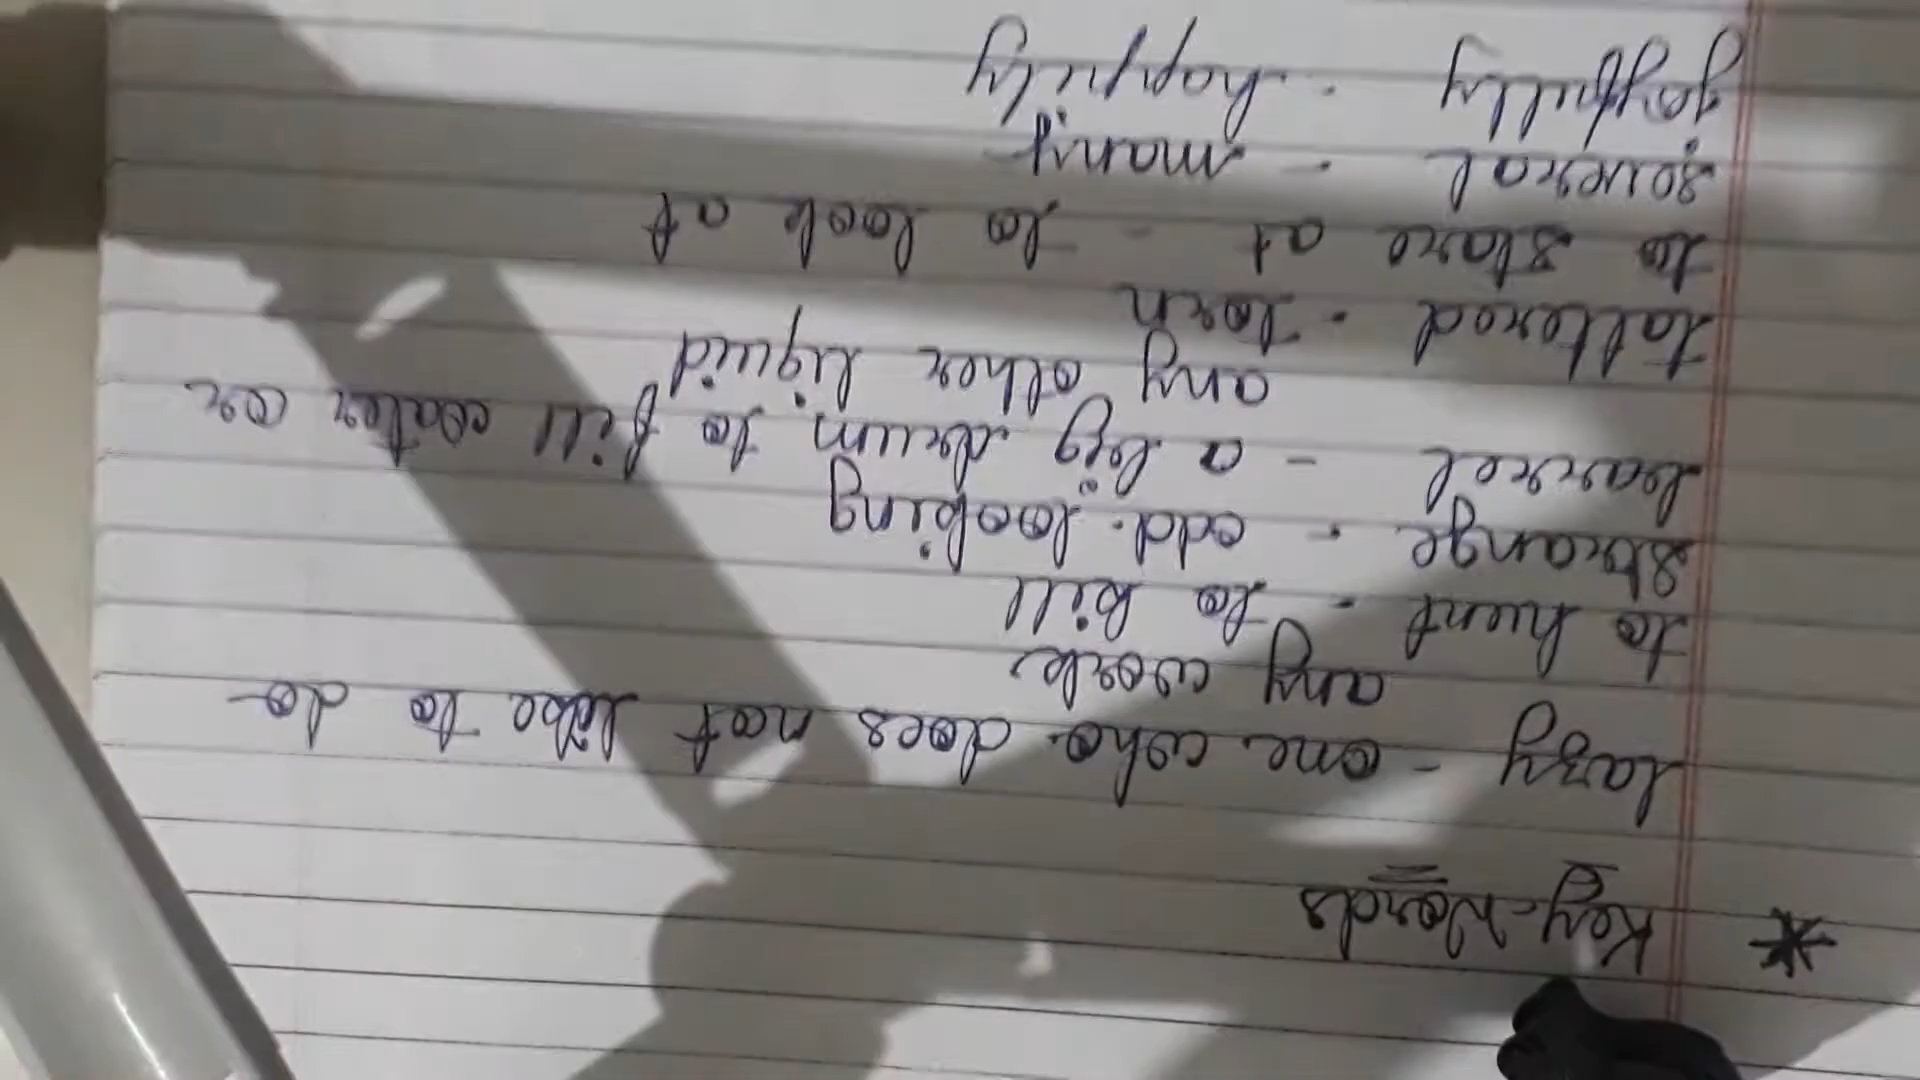 * Key-Words
lazy - one who does not like to do
any work
to hunt - to kill
strange - odd looking
barrel - a big drum to fill water or
any other liquid
tattered - torn
to stare at - to look at
several - many
joyfully - happily